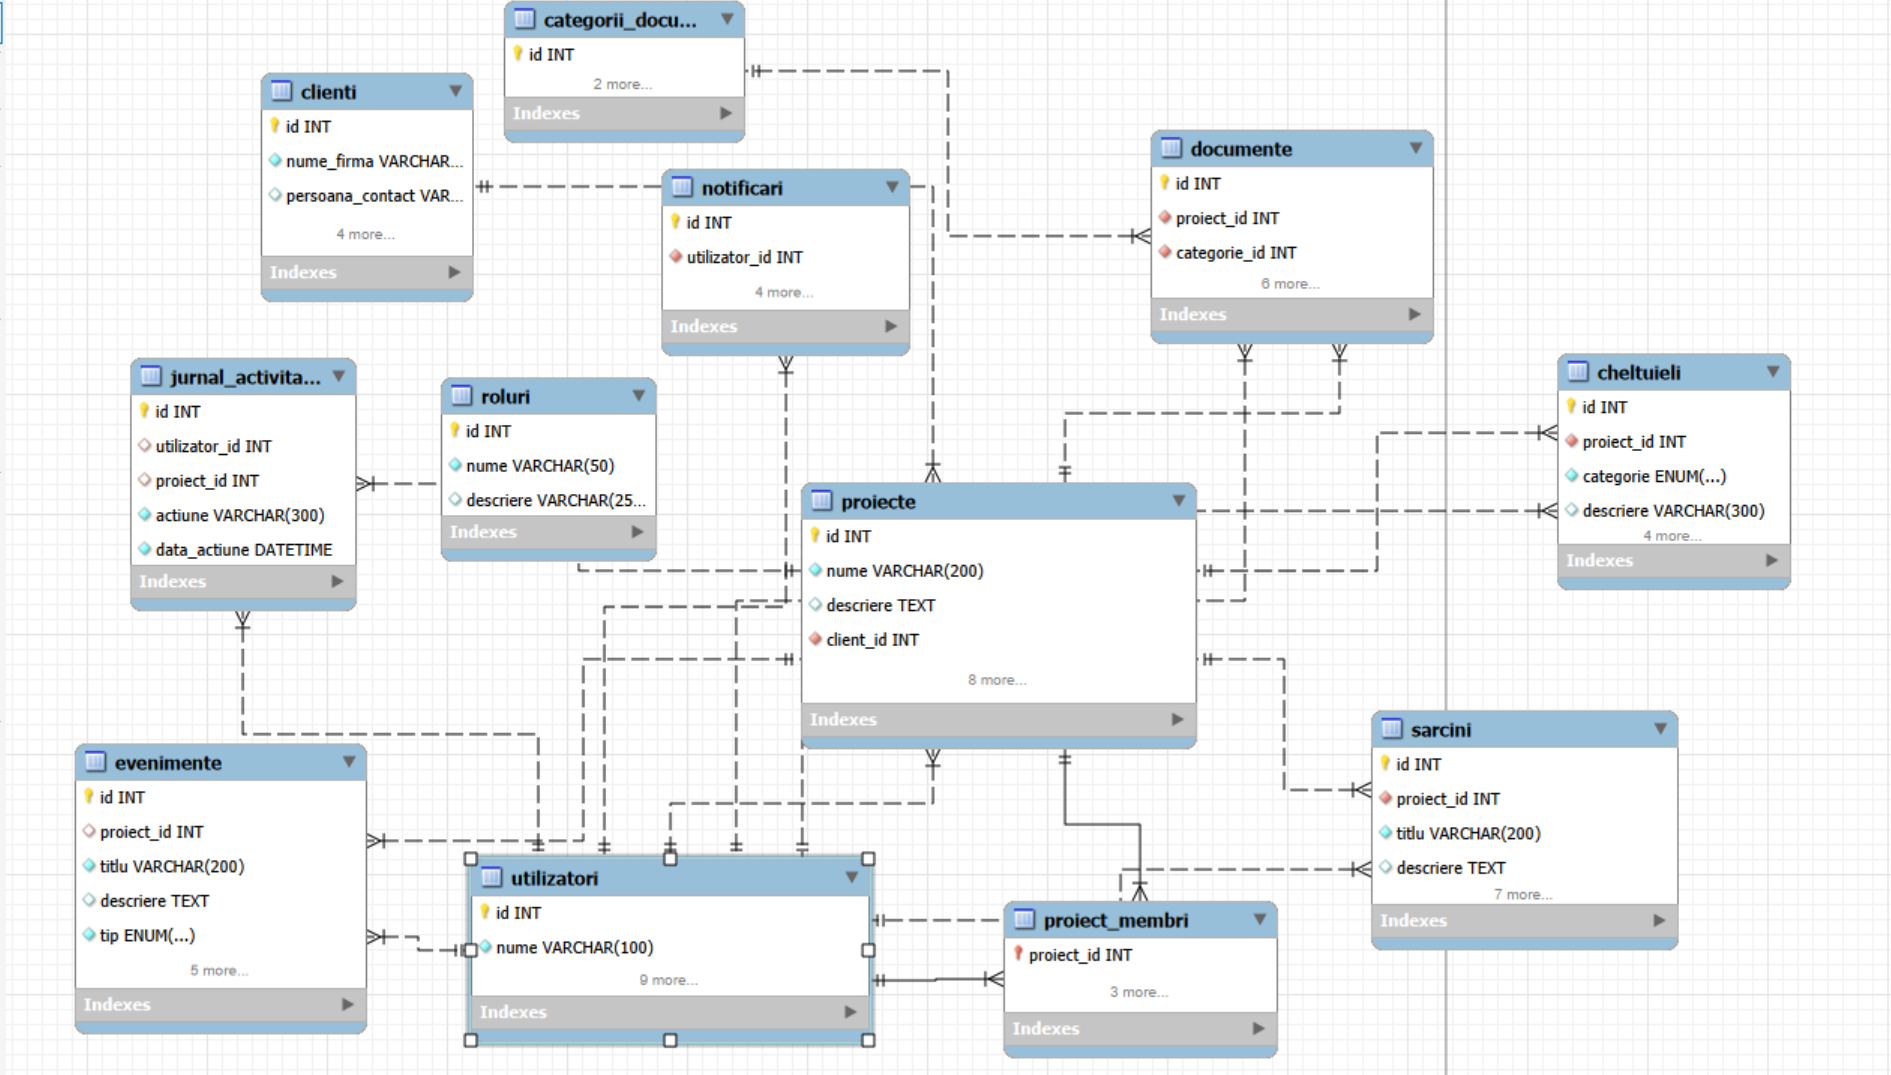 categorii_docu...
id INT
2 more...
Indexes
clienti
id INT
nume_firma VARCHAR...
persoana_contact VAR...
4 more...
Indexes
notificari
id INT
utilizator_id INT
4 more...
Indexes
documente
id INT
proiect_id INT
categorie_id INT
6 more...
Indexes
jurnal_activita...
id INT
utilizator_id INT
proiect_id INT
actiune VARCHAR(300)
data_actiune DATETIME
Indexes
roluri
id INT
nume VARCHAR(50)
descriere VARCHAR(25...
Indexes
cheltuieli
id INT
proiect_id INT
categorie ENUM(...)
descriere VARCHAR(300)
4 more...
Indexes
proiecte
id INT
nume VARCHAR(200)
descriere TEXT
client_id INT
8 more...
Indexes
evenimente
id INT
proiect_id INT
titlu VARCHAR(200)
descriere TEXT
tip ENUM(...)
5 more...
Indexes
utilizatori
id INT
nume VARCHAR(100)
9 more...
Indexes
proiect_membri
proiect_id INT
3 more...
Indexes
sarcini
id INT
proiect_id INT
titlu VARCHAR(200)
descriere TEXT
7 more...
Indexes